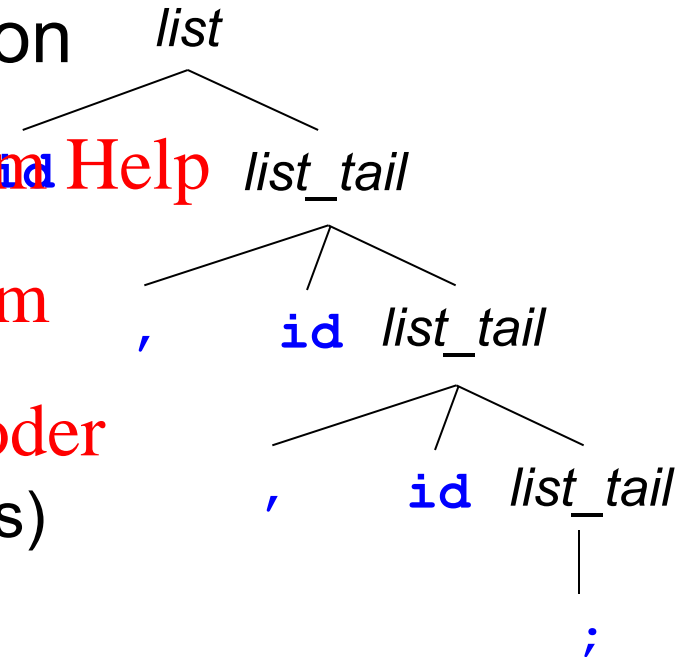 on list
id m Help list_tail
m , id list_tail
oder
, id list_tail
s)
;